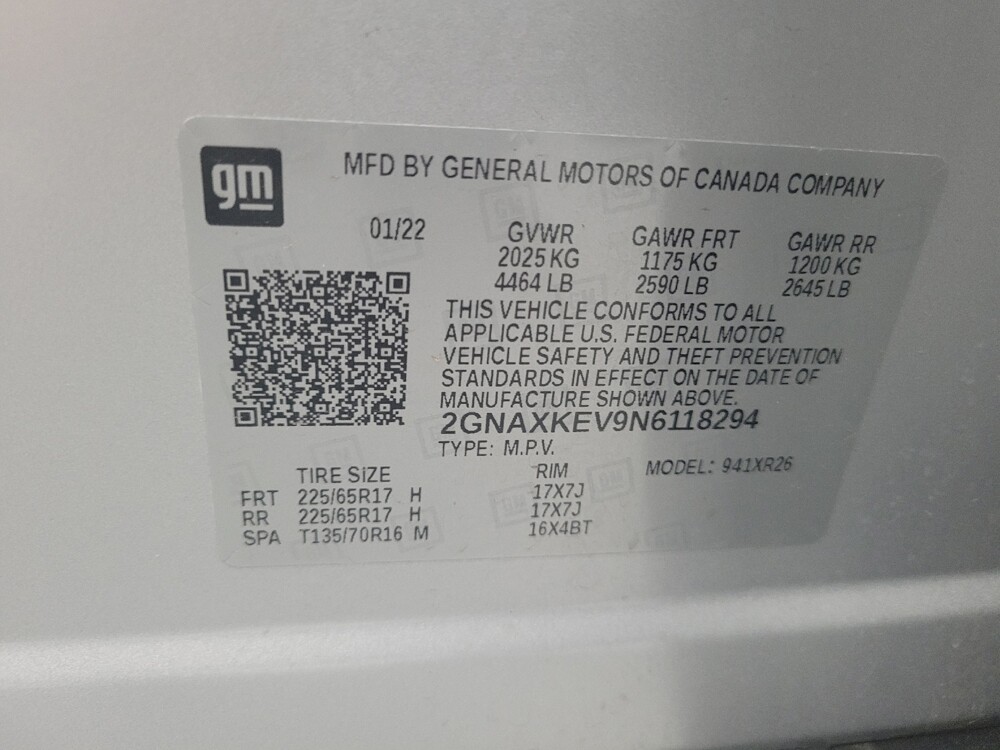 gm
MFD BY GENERAL MOTORS OF CANADA COMPANY
01/22 GVWR GAWR FRT GAWR RR
2025 KG 1175 KG 1200 KG
4464 LB 2590 LB 2645 LB
THIS VEHICLE CONFORMS TO ALL
APPLICABLE U.S. FEDERAL MOTOR
VEHICLE SAFETY AND THEFT PREVENTION
STANDARDS IN EFFECT ON THE DATE OF
MANUFACTURE SHOWN ABOVE.
2GNAXKEV9N6118294
TYPE: M.P.V. MODEL: 941XR26
TIRE SIZE RIM
FRT 225/65R17 H 17X7J
RR 225/65R17 H 17X7J
SPA T135/70R16 M 16X4BT